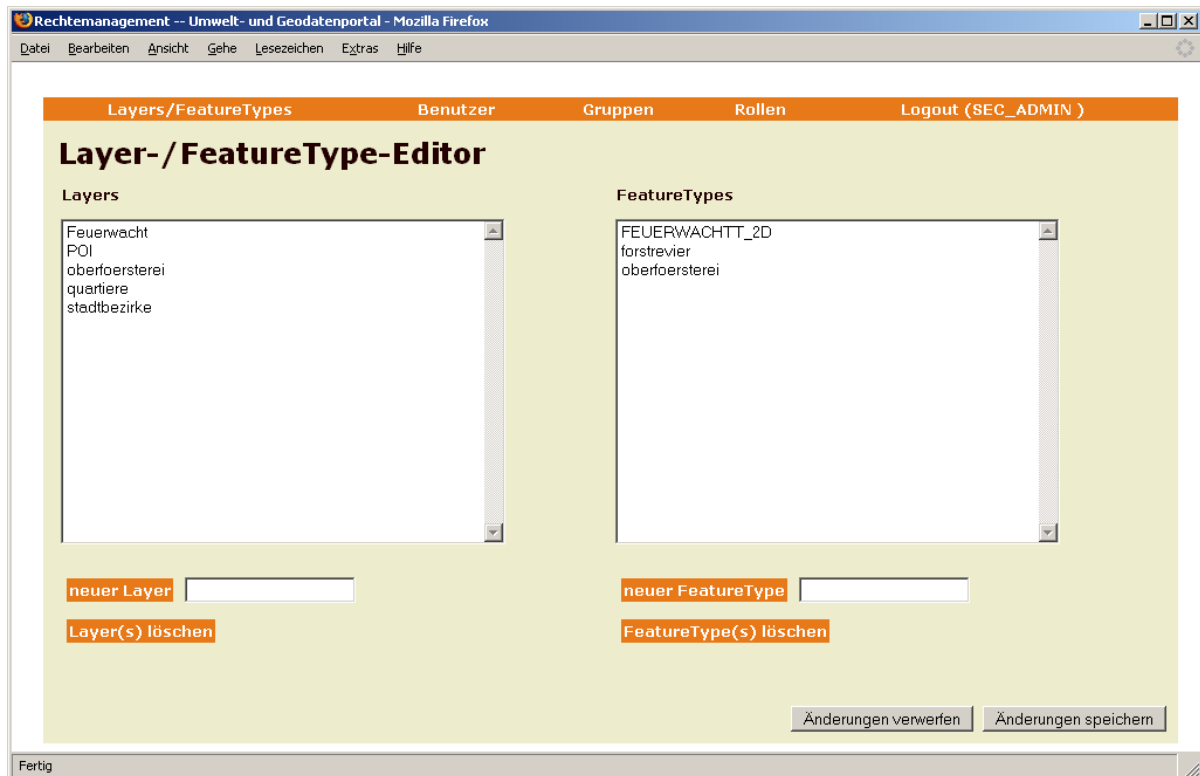 Rechtemanagement -- Umwelt- und Geodatenportal - Mozilla Firefox
Datei Bearbeiten Ansicht Gehe Lesezeichen Extras Hilfe
Layers/FeatureTypes Benutzer Gruppen Rollen Logout (SEC_ADMIN )
Layer-/FeatureType-Editor
Layers
Feuerwacht
POI
oberfoersterei
quartiere
stadtbezirke
FeatureTypes
FEUERWACHTT_2D
forstrevier
oberfoersterei
neuer Layer
Layer(s) löschen
neuer FeatureType
FeatureType(s) löschen
Änderungen verwerfen Änderungen speichern
Fertig